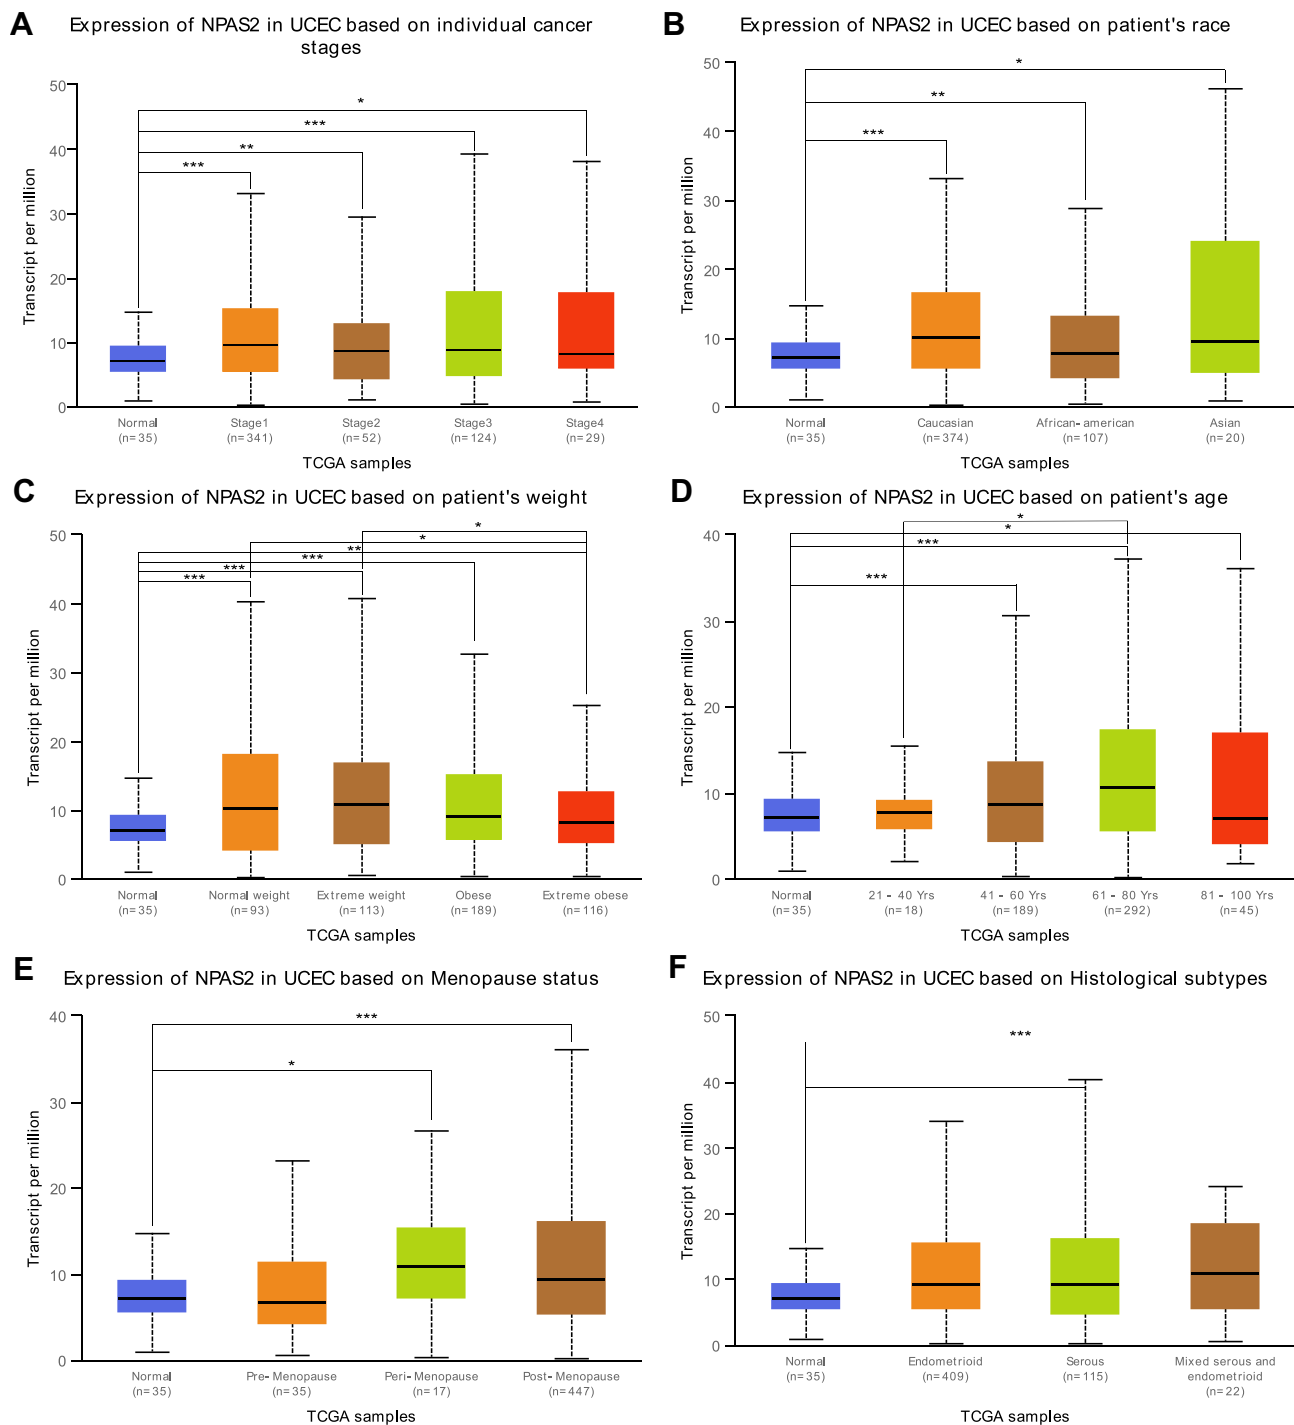 A
Expression of NPAS2 in UCEC based on individual cancer
stages
Transcript per million
50
40
30
20
10
0
*
***
**
***
Normal
(n=35)
Stage1
(n=341)
Stage2
(n=52)
Stage3
(n=124)
Stage4
(n=29)
TCGA samples
B
Expression of NPAS2 in UCEC based on patient's race
Transcript per million
50
40
30
20
10
0
*
**
***
Normal
(n=35)
Caucasian
(n=374)
African-american
(n=107)
Asian
(n=20)
TCGA samples
C
Expression of NPAS2 in UCEC based on patient's weight
Transcript per million
50
40
30
20
10
0
*
*
**
***
***
***
Normal
(n=35)
Normal weight
(n=93)
Extreme weight
(n=113)
Obese
(n=189)
Extreme obese
(n=116)
TCGA samples
D
Expression of NPAS2 in UCEC based on patient's age
Transcript per million
40
30
20
10
0
*
*
***
***
Normal
(n=35)
21 - 40 Yrs
(n=18)
41 - 60 Yrs
(n=189)
61 - 80 Yrs
(n=292)
81 - 100 Yrs
(n=45)
TCGA samples
E
Expression of NPAS2 in UCEC based on Menopause status
Transcript per million
40
30
20
10
0
***
*
Normal
(n=35)
Pre-Menopause
(n=35)
Peri-Menopause
(n=17)
Post-Menopause
(n=447)
TCGA samples
F
Expression of NPAS2 in UCEC based on Histological subtypes
Transcript per million
50
40
30
20
10
0
***
Normal
(n=35)
Endometrioid
(n=409)
Serous
(n=115)
Mixed serous and
endometrioid
(n=22)
TCGA samples